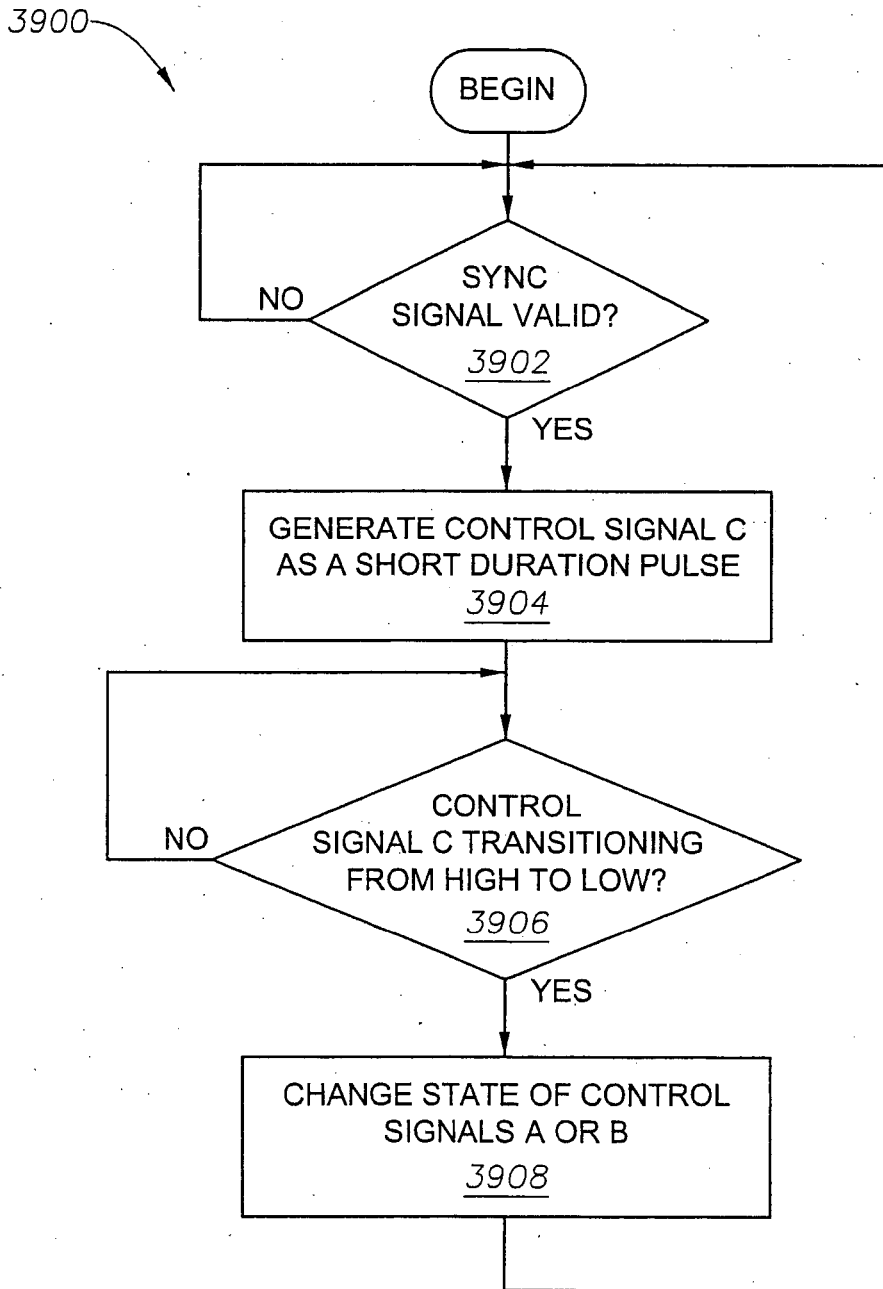 3900
BEGIN
SYNC
SIGNAL VALID?
3902
NO
YES
GENERATE CONTROL SIGNAL C
AS A SHORT DURATION PULSE
3904
CONTROL
SIGNAL C TRANSITIONING
FROM HIGH TO LOW?
3906
NO
YES
CHANGE STATE OF CONTROL
SIGNALS A OR B
3908